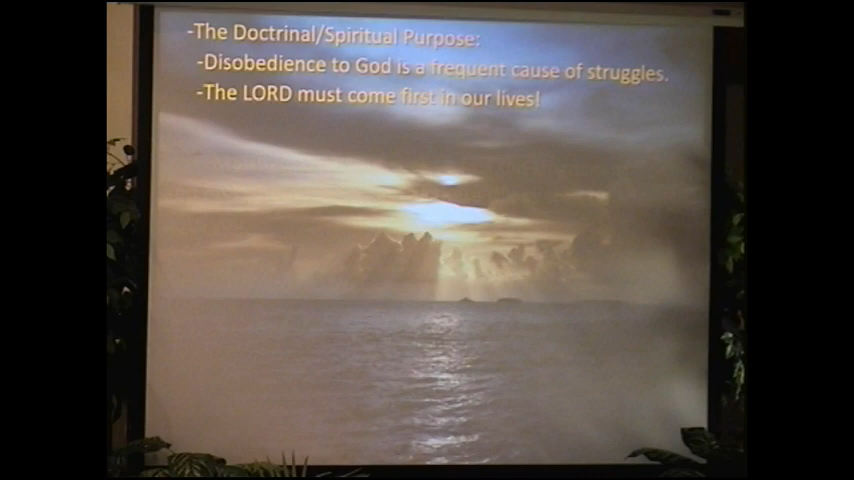 -The Doctrinal/Spiritual Purpose:
-Disobedience to God is a frequent cause of struggles.
-The LORD must come first in our lives!